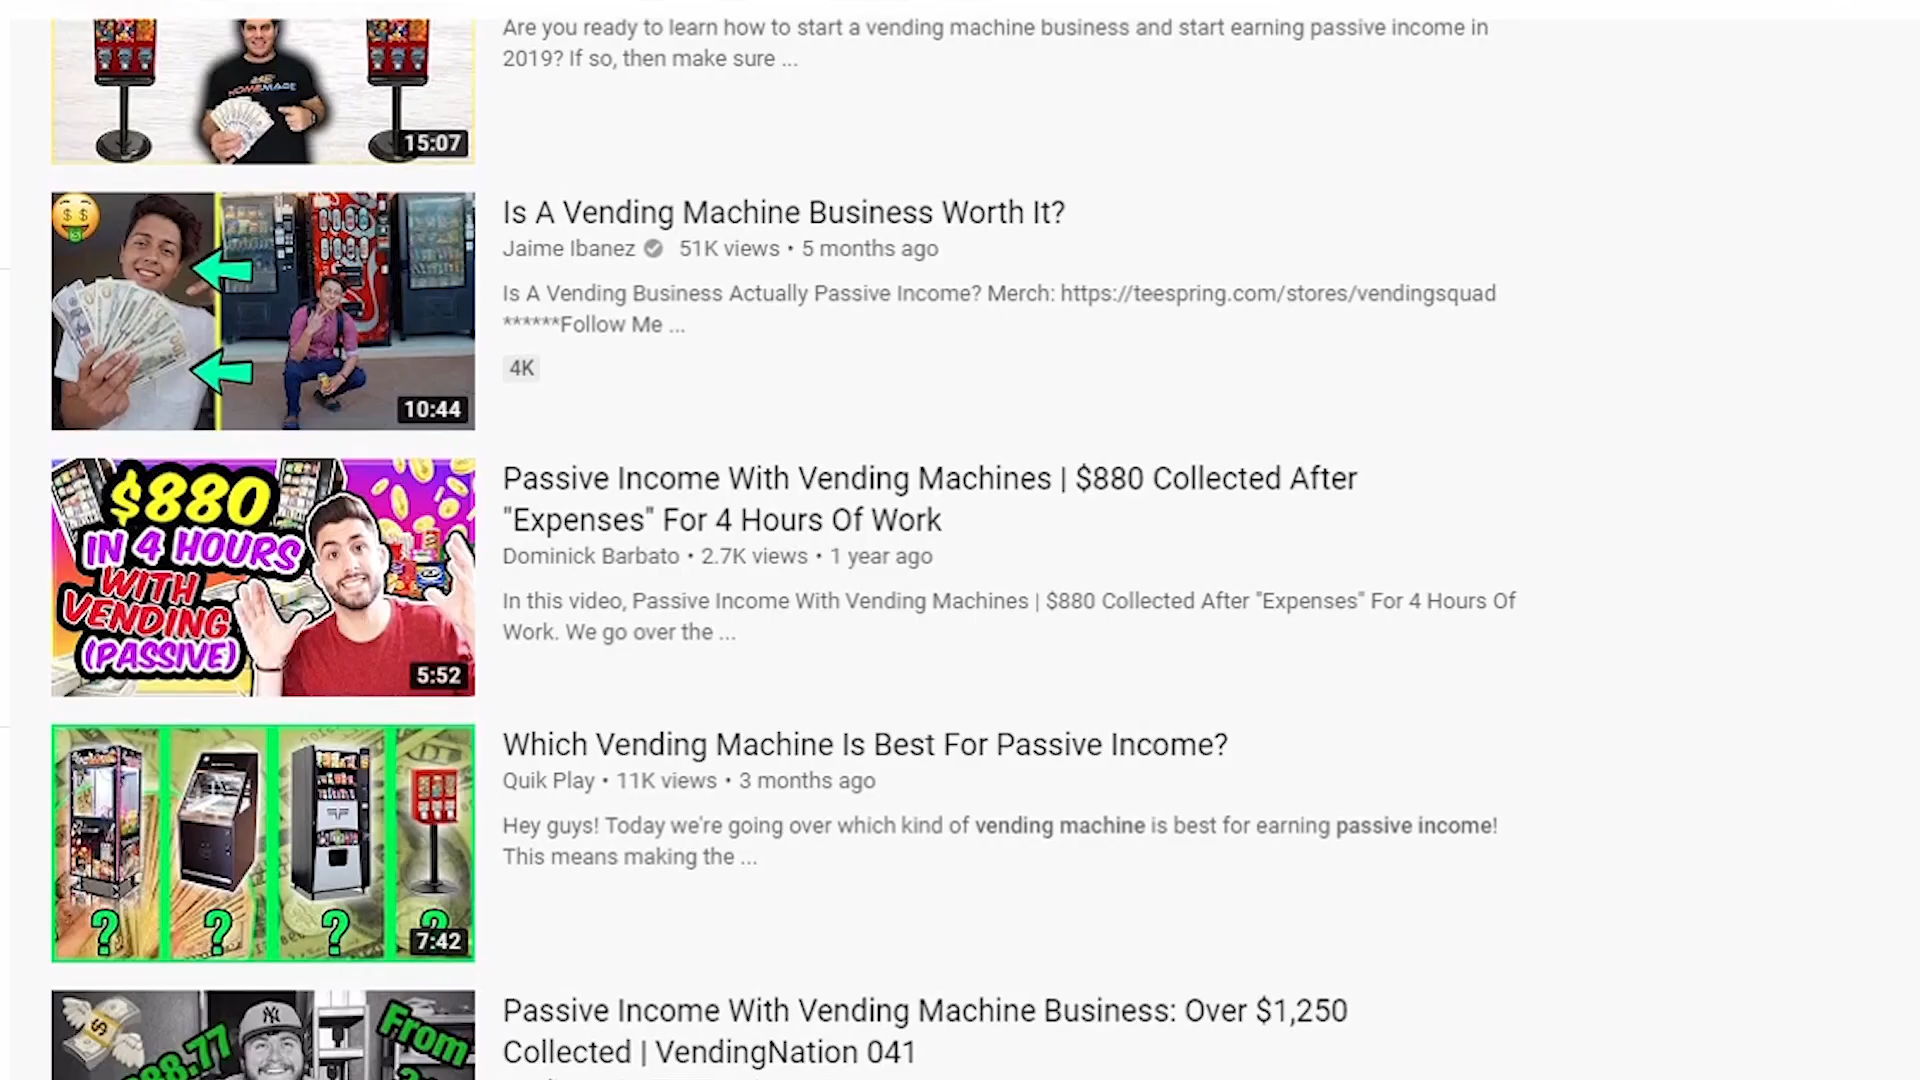 Are you ready to learn how to start a vending machine business and start earning passive income in
2019? If so, then make sure ...
HOMEMADE
15:07
Is A Vending Machine Business Worth It?
Jaime Ibanez 51K views • 5 months ago
Is A Vending Business Actually Passive Income? Merch: https://teespring.com/stores/vendingsquad
******Follow Me ...
4K
10:44
$880
IN 4 HOURS
WITH
VENDING
(PASSIVE)
5:52
Passive Income With Vending Machines | $880 Collected After
"Expenses" For 4 Hours Of Work
Dominick Barbato • 2.7K views • 1 year ago
In this video, Passive Income With Vending Machines | $880 Collected After "Expenses" For 4 Hours Of
Work. We go over the ...
? ? ? ?
7:42
Which Vending Machine Is Best For Passive Income?
Quik Play • 11K views • 3 months ago
Hey guys! Today we're going over which kind of vending machine is best for earning passive income!
This means making the ...
From
88.77
Passive Income With Vending Machine Business: Over $1,250
Collected | VendingNation 041